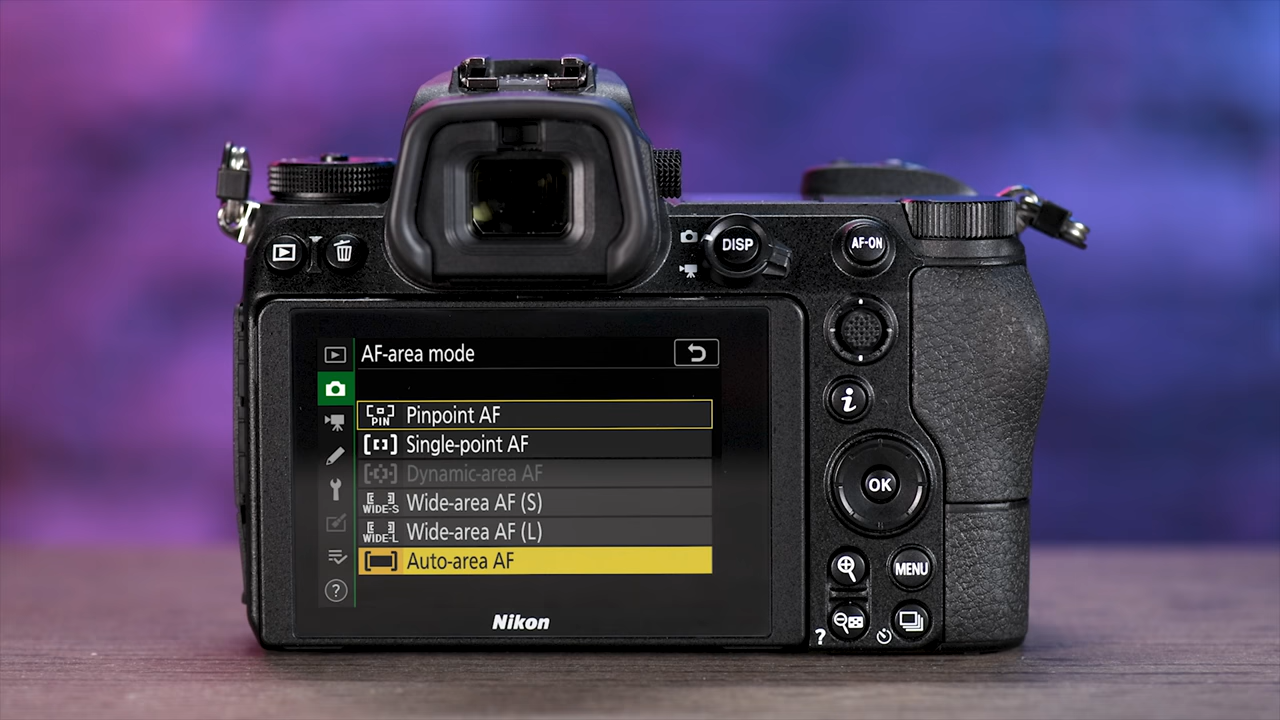 DISP
AF-ON
AF-area mode
PIN Pinpoint AF
Single-point AF
Dynamic-area AF
WIDE-S Wide-area AF (S)
WIDE-L Wide-area AF (L)
Auto-area AF
?
i
OK
MENU
?
Nikon